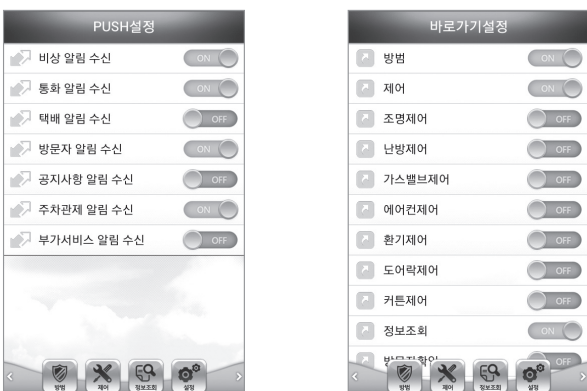 PUSH설정
비상 알림 수신 ON
통화 알림 수신 ON
택배 알림 수신 OFF
방문자 알림 수신 ON
공지사항 알림 수신 OFF
주차관제 알림 수신 ON
부가서비스 알림 수신 OFF
방범 제어 정보조회 설정
바로가기설정
방범 ON
제어 ON
조명제어 OFF
난방제어 OFF
가스밸브제어 OFF
에어컨제어 OFF
환기제어 OFF
도어락제어 OFF
커튼제어 OFF
정보조회 ON
방문자확인 OFF
방범 제어 정보조회 설정